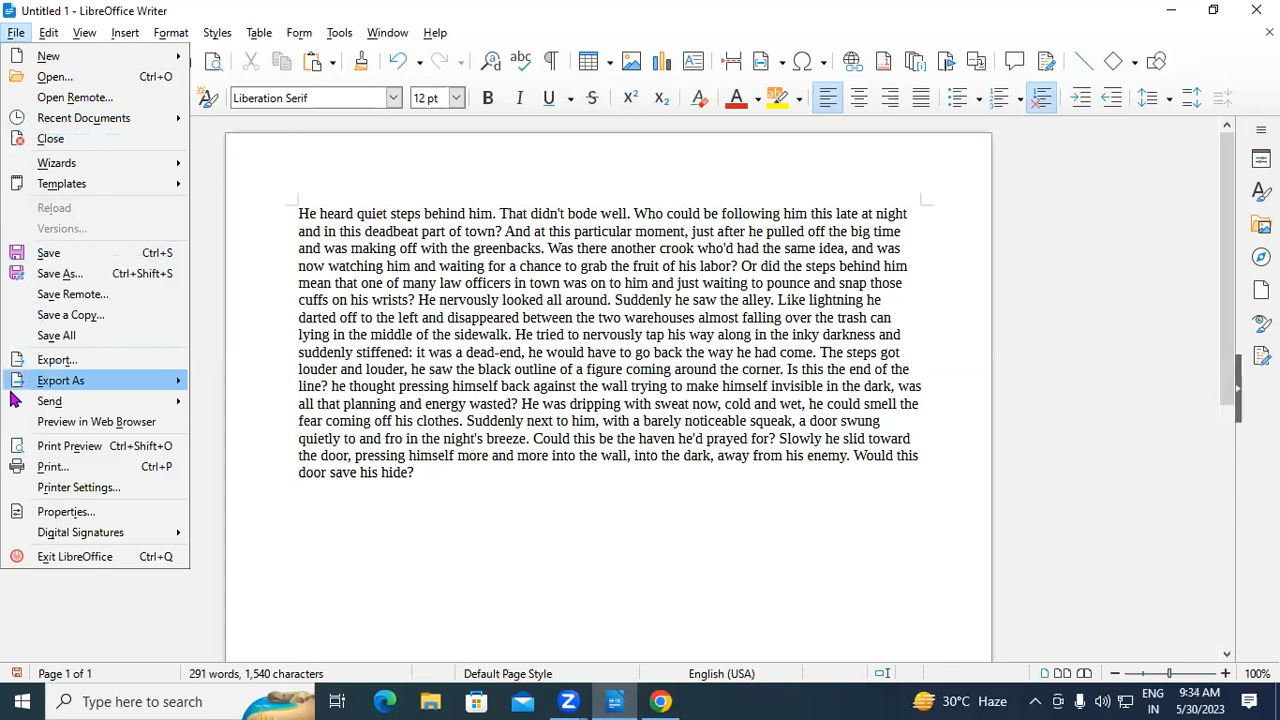 Untitled 1 - LibreOffice Writer
File Edit View Insert Format Styles Table Form Tools Window Help
New
Open... Ctrl+O
Open Remote...
Recent Documents
Close
Wizards
Templates
Reload
Versions...
Save Ctrl+S
Save As... Ctrl+Shift+S
Save Remote...
Save a Copy...
Save All
Export...
Export As
Send
Preview in Web Browser
Print Preview Ctrl+Shift+O
Print... Ctrl+P
Printer Settings...
Properties...
Digital Signatures
Exit LibreOffice Ctrl+Q
Liberation Serif 12 pt
He heard quiet steps behind him. That didn't bode well. Who could be following him this late at night
and in this deadbeat part of town? And at this particular moment, just after he pulled off the big time
and was making off with the greenbacks. Was there another crook who'd had the same idea, and was
now watching him and waiting for a chance to grab the fruit of his labor? Or did the steps behind him
mean that one of many law officers in town was on to him and just waiting to pounce and snap those
cuffs on his wrists? He nervously looked all around. Suddenly he saw the alley. Like lightning he
darted off to the left and disappeared between the two warehouses almost falling over the trash can
lying in the middle of the sidewalk. He tried to nervously tap his way along in the inky darkness and
suddenly stiffened: it was a dead-end, he would have to go back the way he had come. The steps got
louder and louder, he saw the black outline of a figure coming around the corner. Is this the end of the
line? he thought pressing himself back against the wall trying to make himself invisible in the dark, was
all that planning and energy wasted? He was dripping with sweat now, cold and wet, he could smell the
fear coming off his clothes. Suddenly next to him, with a barely noticeable squeak, a door swung
quietly to and fro in the night's breeze. Could this be the haven he'd prayed for? Slowly he slid toward
the door, pressing himself more and more into the wall, into the dark, away from his enemy. Would this
door save his hide?
Page 1 of 1 291 words, 1,540 characters Default Page Style English (USA) 100%
Type here to search
30°C Haze
ENG
IN
9:34 AM
5/30/2023